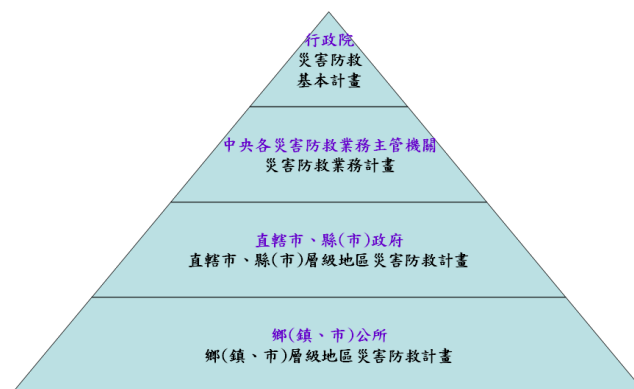 行政院
災害防救
基本計畫
中央各災害防救業務主管機關
災害防救業務計畫
直轄市、縣(市)政府
直轄市、縣(市)層級地區災害防救計畫
鄉(鎮、市)公所
鄉(鎮、市)層級地區災害防救計畫